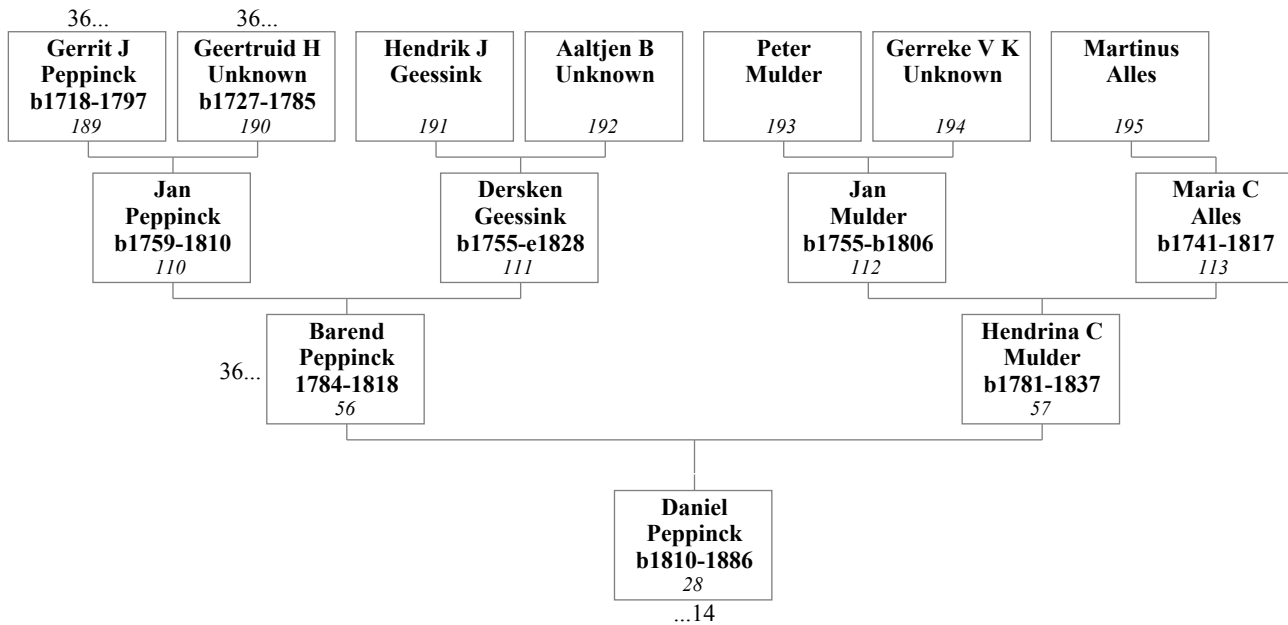 36...
36...
Gerrit J
Peppinck
b1718-1797
189
Geertruid H
Unknown
b1727-1785
190
Hendrik J
Geessink
191
Aaltjen B
Unknown
192
Peter
Mulder
193
Gerreke V K
Unknown
194
Martinus
Alles
195
Jan
Peppinck
b1759-1810
110
Dersken
Geessink
b1755-e1828
111
Jan
Mulder
b1755-b1806
112
Maria C
Alles
b1741-1817
113
36...
Barend
Peppinck
1784-1818
56
Hendrina C
Mulder
b1781-1837
57
Daniel
Peppinck
b1810-1886
28
...14